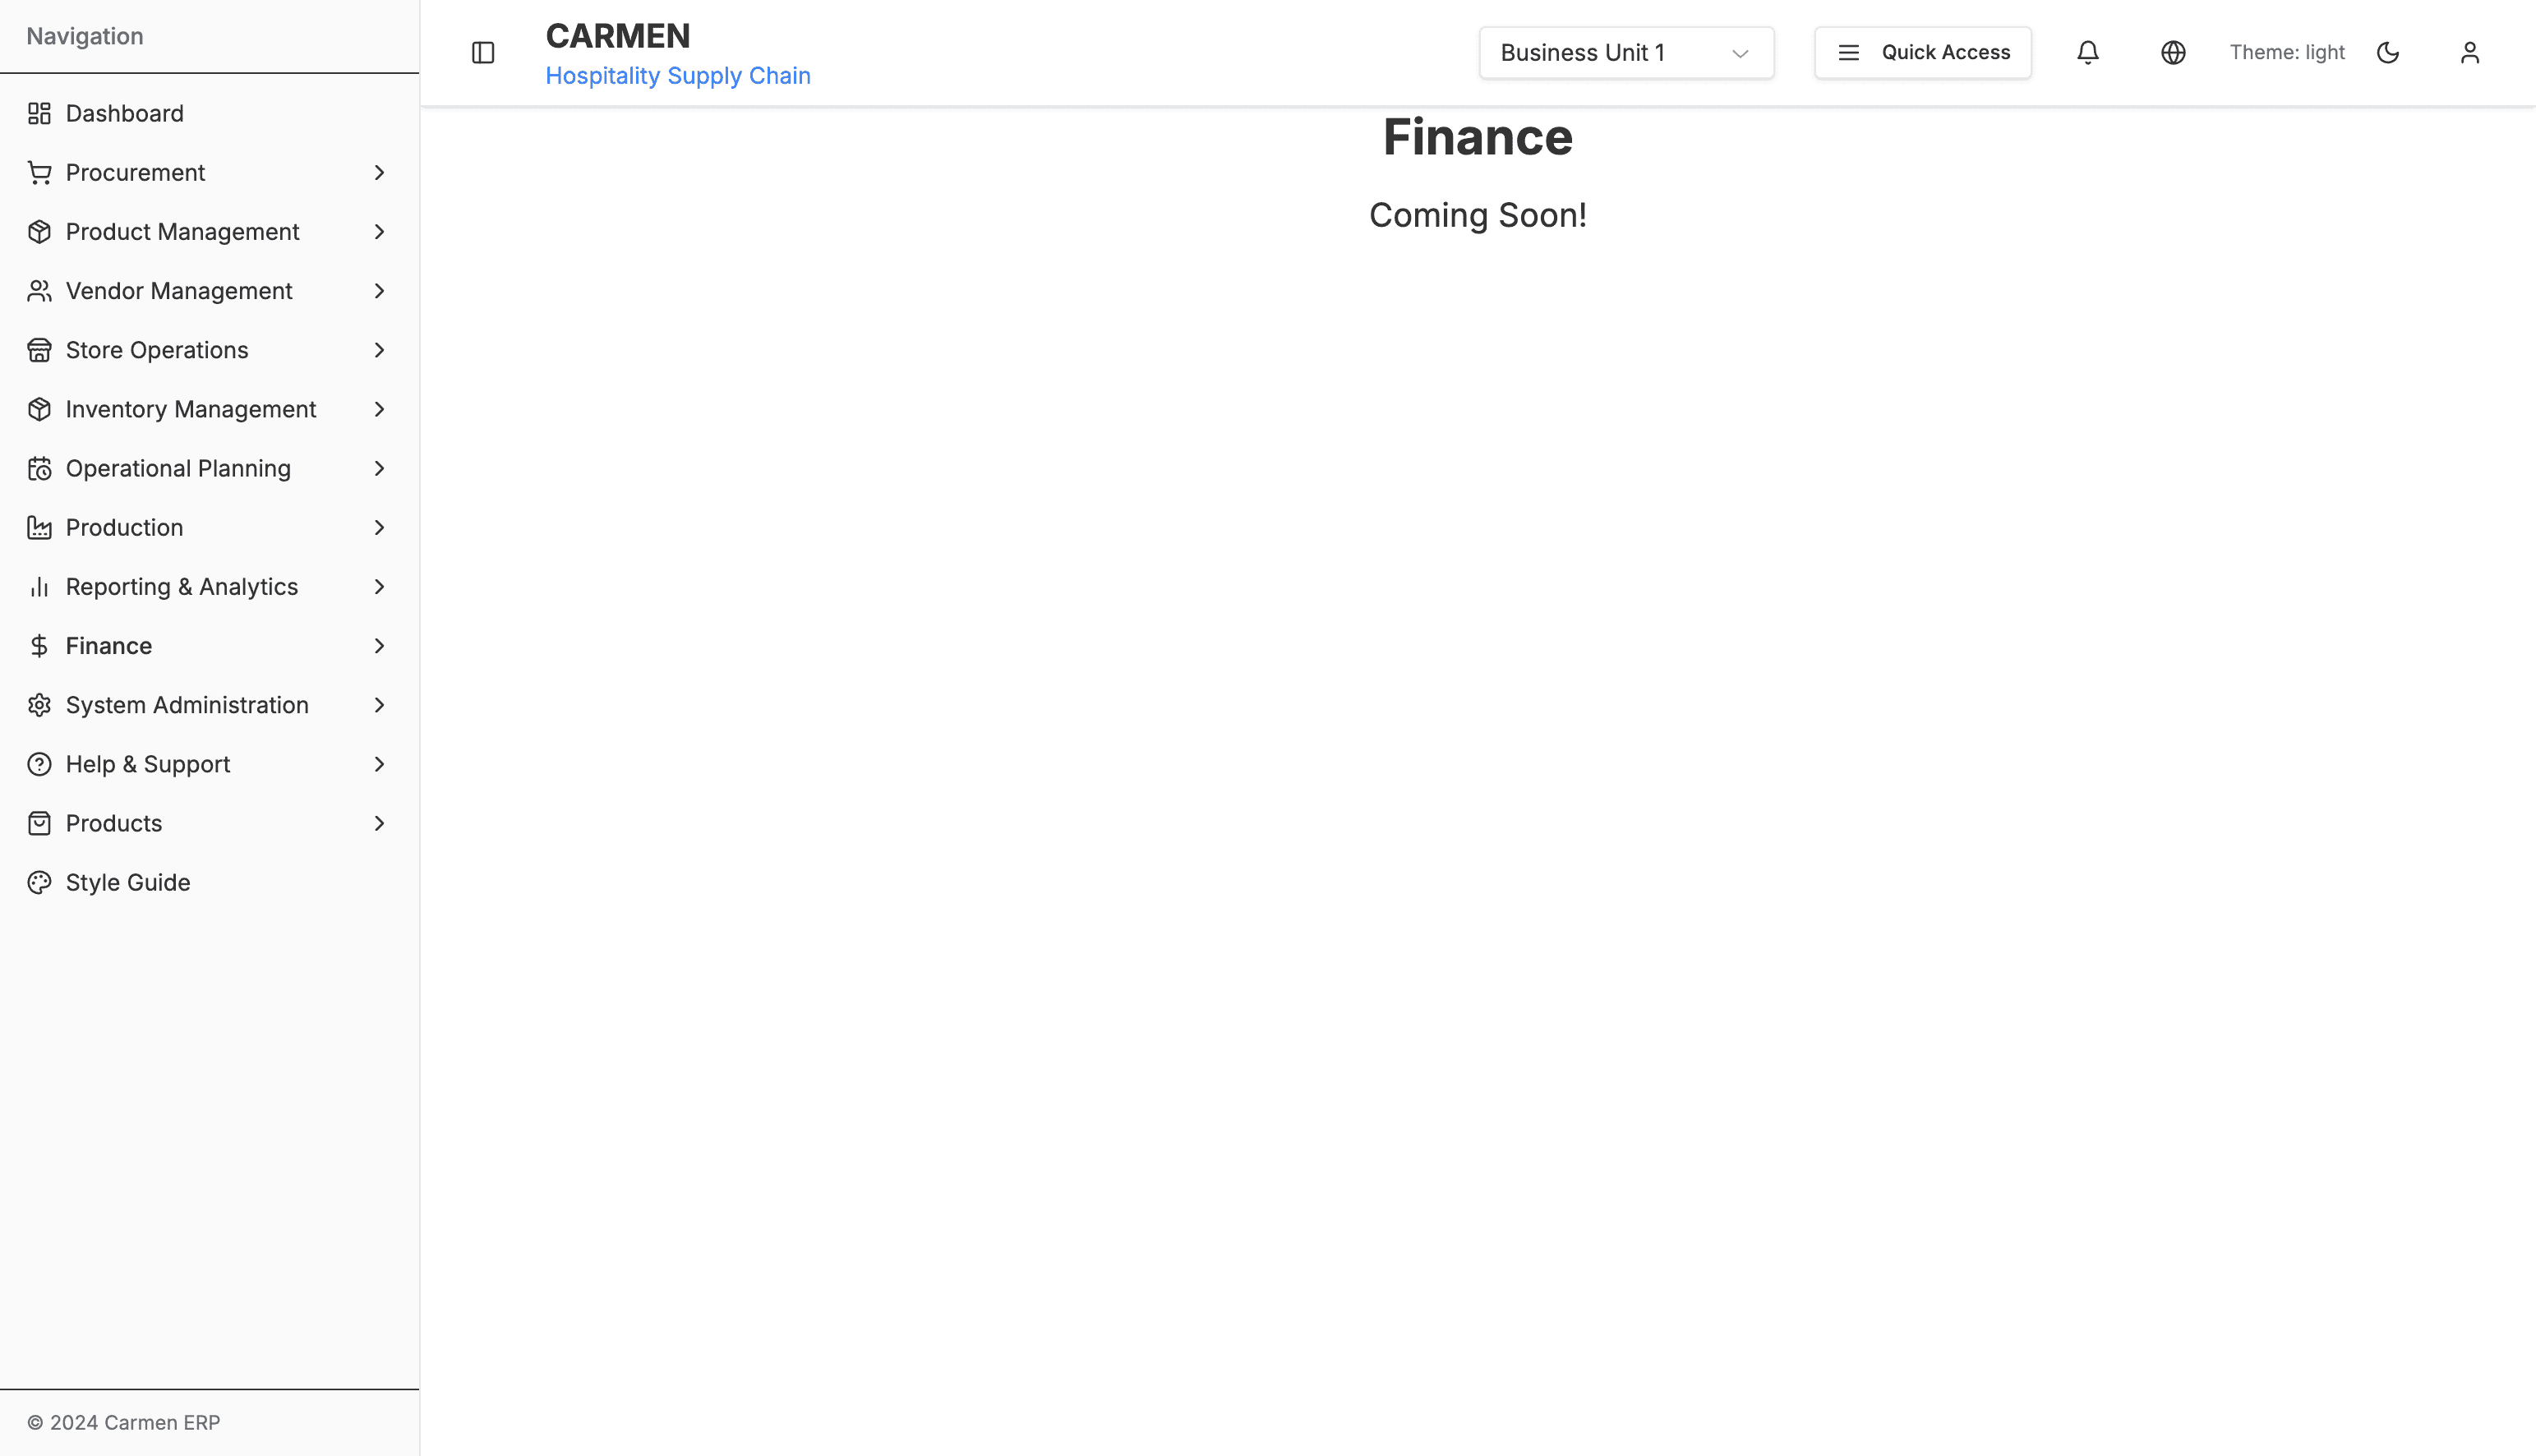 Navigation
Dashboard
Procurement
Product Management
Vendor Management
Store Operations
Inventory Management
Operational Planning
Production
Reporting & Analytics
Finance
System Administration
Help & Support
Products
Style Guide
© 2024 Carmen ERP
CARMEN
Hospitality Supply Chain
Business Unit 1
Quick Access
Theme: light
Finance
Coming Soon!